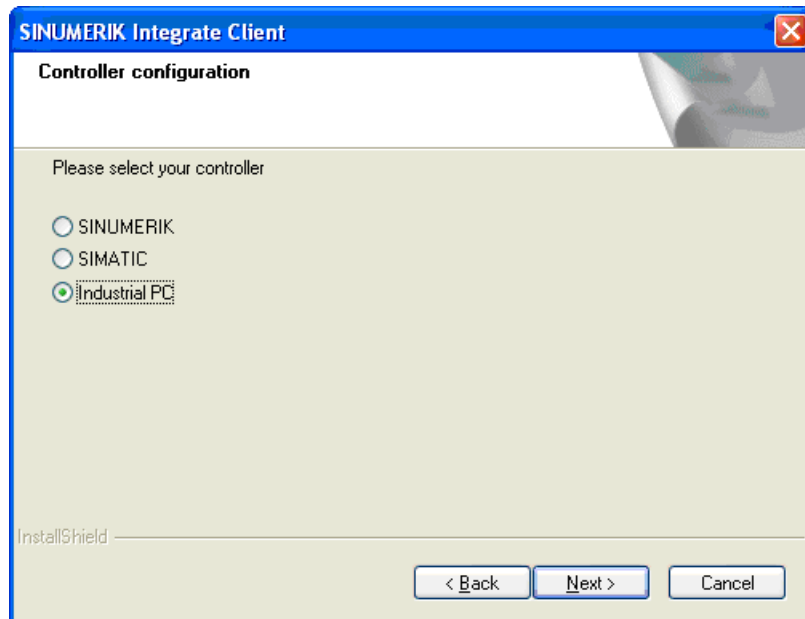 SINUMERIK Integrate Client
Controller configuration
Please select your controller
SINUMERIK
SIMATIC
Industrial PC
InstallShield
< Back Next > Cancel